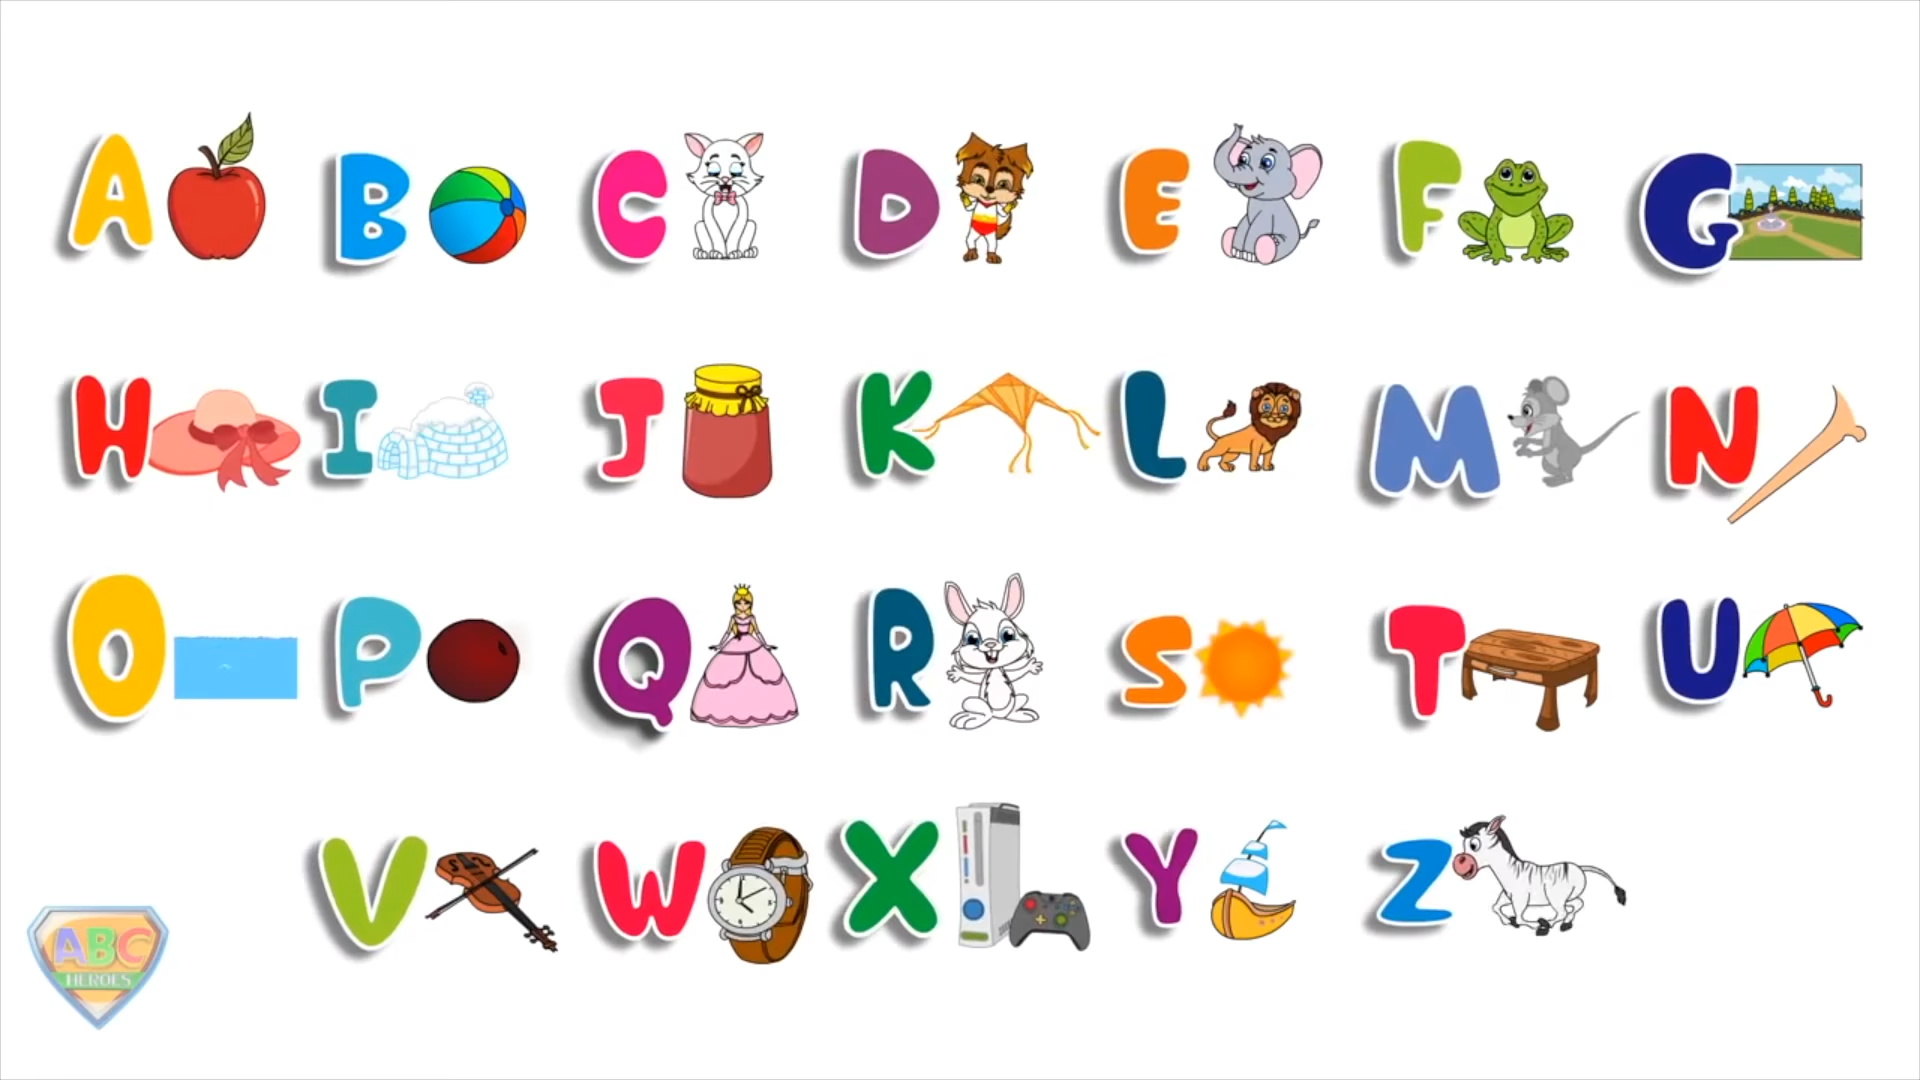 A B C D E F G
H I J K L M N
O P Q R S T U
V W X Y Z
ABC
HEROES